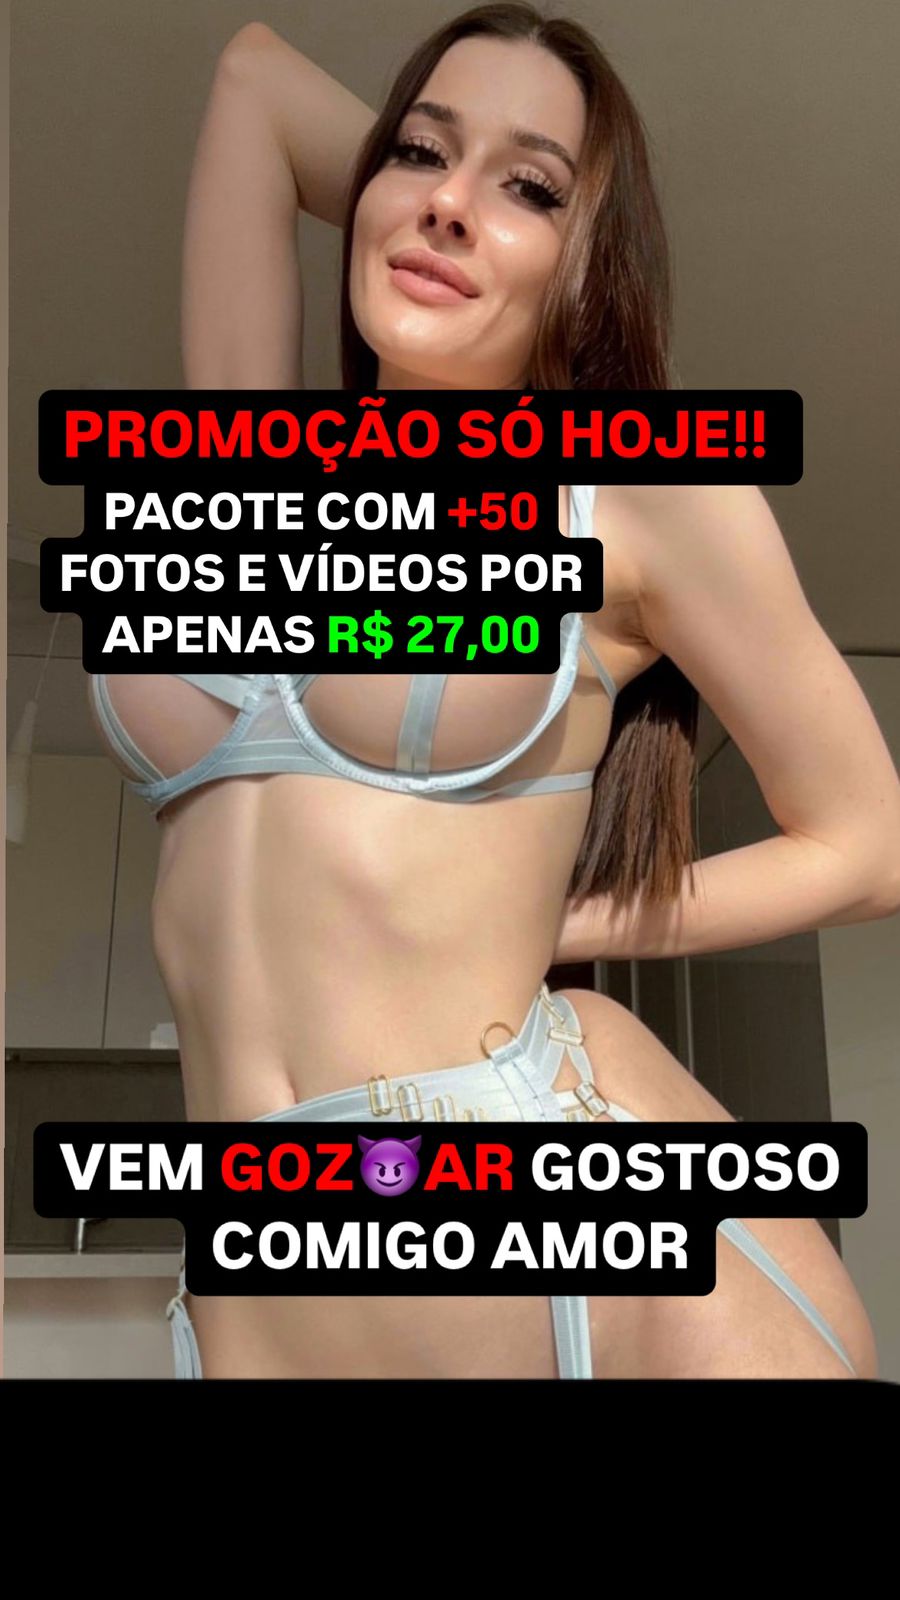 PROMOÇÃO SÓ HOJE!!
PACOTE COM +50
FOTOS E VÍDEOS POR
APENAS R$ 27,00
VEM GOZ😈AR GOSTOSO
COMIGO AMOR